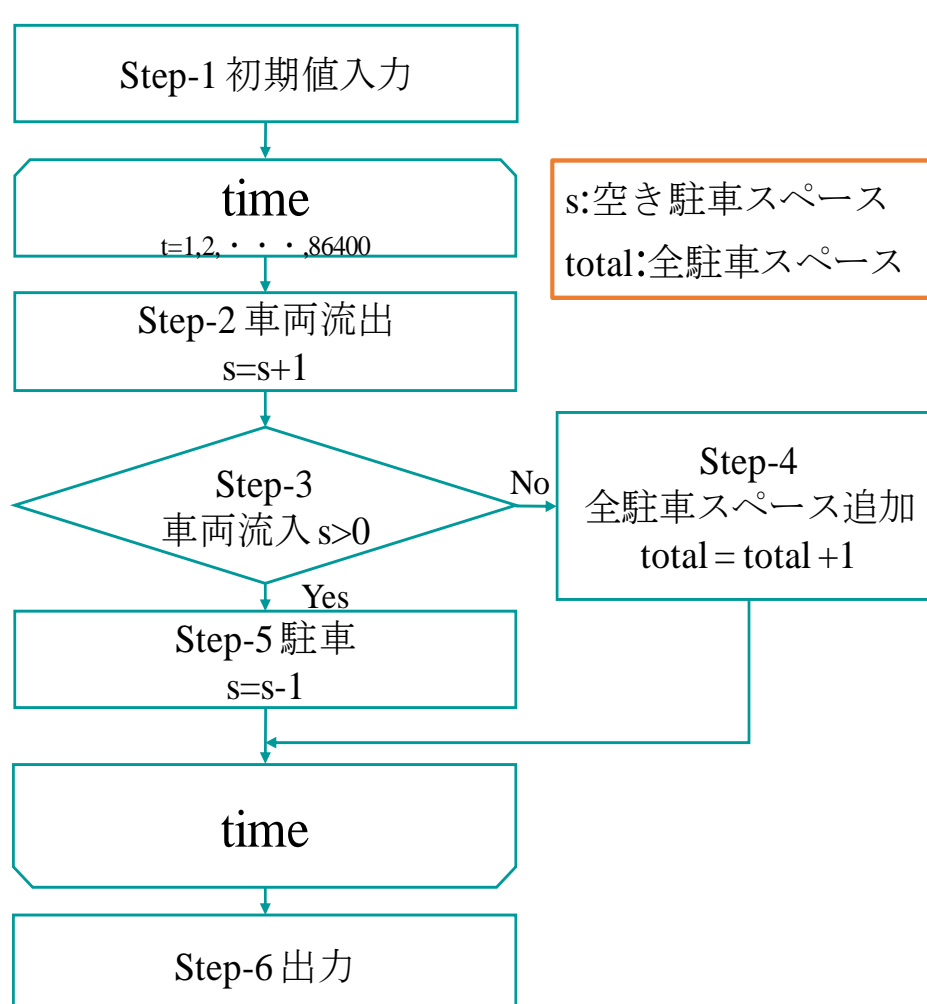 Step-1 初期値入力
time
t=1,2,・・・,86400
s:空き駐車スペース
total:全駐車スペース
Step-2 車両流出
s=s+1
Step-3
車両流入 s>0
No
Yes
Step-4
全駐車スペース追加
total = total +1
Step-5 駐車
s=s-1
time
Step-6 出力